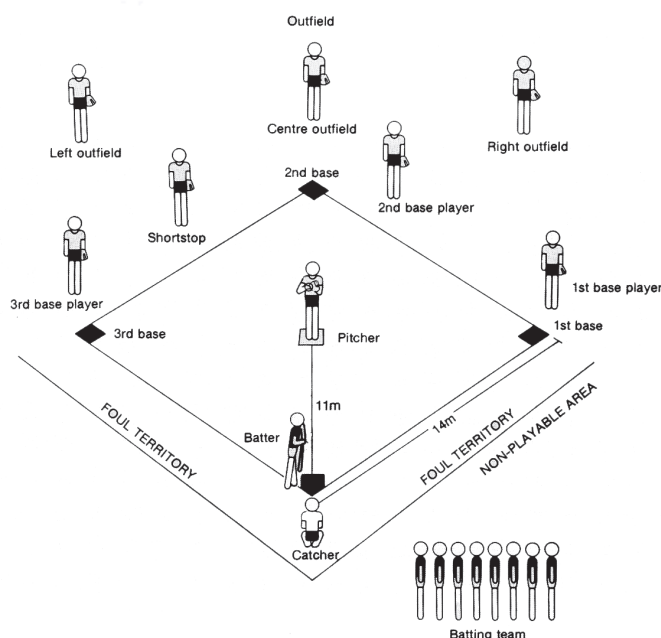 Outfield
Centre outfield
Left outfield
Right outfield
2nd base
2nd base player
Shortstop
3rd base player
1st base player
3rd base
Pitcher
1st base
11m
14m
Batter
FOUL TERRITORY
FOUL TERRITORY
NON-PLAYABLE AREA
Catcher
Batting team